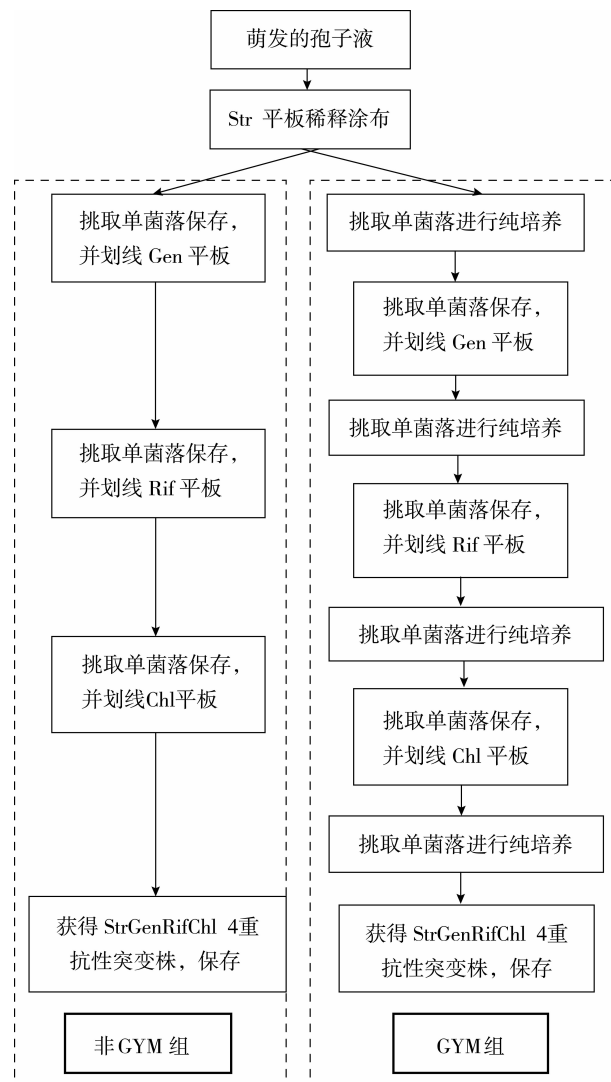 萌发的孢子液
Str 平板稀释涂布
挑取单菌落保存,
并划线 Gen 平板
挑取单菌落保存,
并划线 Rif 平板
挑取单菌落保存,
并划线Chl平板
获得 StrGenRifChl 4重
抗性突变株, 保存
非GYM 组
挑取单菌落进行纯培养
挑取单菌落保存,
并划线 Gen 平板
挑取单菌落进行纯培养
挑取单菌落保存,
并划线 Rif 平板
挑取单菌落进行纯培养
挑取单菌落保存,
并划线 Chl 平板
挑取单菌落进行纯培养
获得 StrGenRifChl 4重
抗性突变株, 保存
GYM组